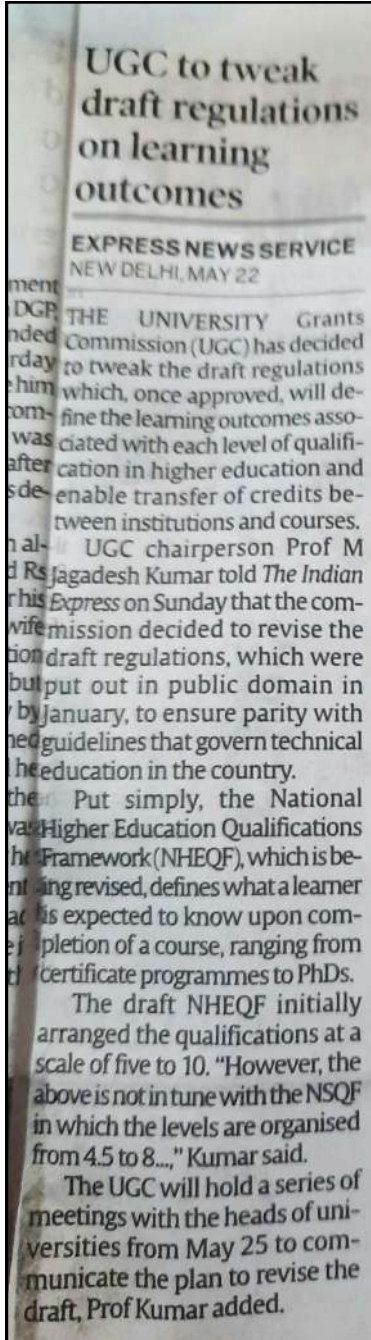 UGC to tweak
draft regulations
on learning
outcomes
EXPRESS NEWS SERVICE
NEW DELHI, MAY 22
THE UNIVERSITY Grants
Commission (UGC) has decided
to tweak the draft regulations
which, once approved, will de-
fine the learning outcomes asso-
ciated with each level of qualifi-
cation in higher education and
enable transfer of credits be-
tween institutions and courses.
UGC chairperson Prof M
Jagadesh Kumar told The Indian
Express on Sunday that the com-
mission decided to revise the
draft regulations, which were
put out in public domain in
January, to ensure parity with
guidelines that govern technical
education in the country.
Put simply, the National
Higher Education Qualifications
Framework (NHEQF), which is be-
ing revised, defines what a learner
is expected to know upon com-
pletion of a course, ranging from
certificate programmes to PhDs.
The draft NHEQF initially
arranged the qualifications at a
scale of five to 10. “However, the
above is not in tune with the NSQF
in which the levels are organised
from 4.5 to 8...,” Kumar said.
The UGC will hold a series of
meetings with the heads of uni-
versities from May 25 to com-
municate the plan to revise the
draft, Prof Kumar added.